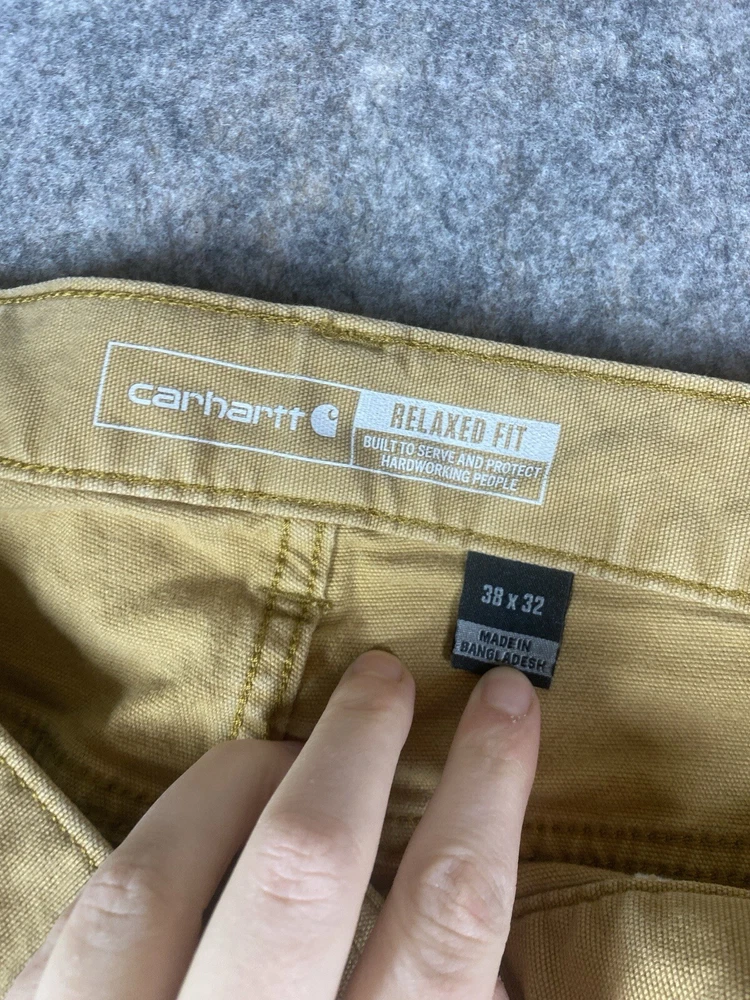 carhartt
RELAXED FIT
BUILT TO SERVE AND PROTECT
HARDWORKING PEOPLE
38 x 32
MADE IN
BANGLADESH